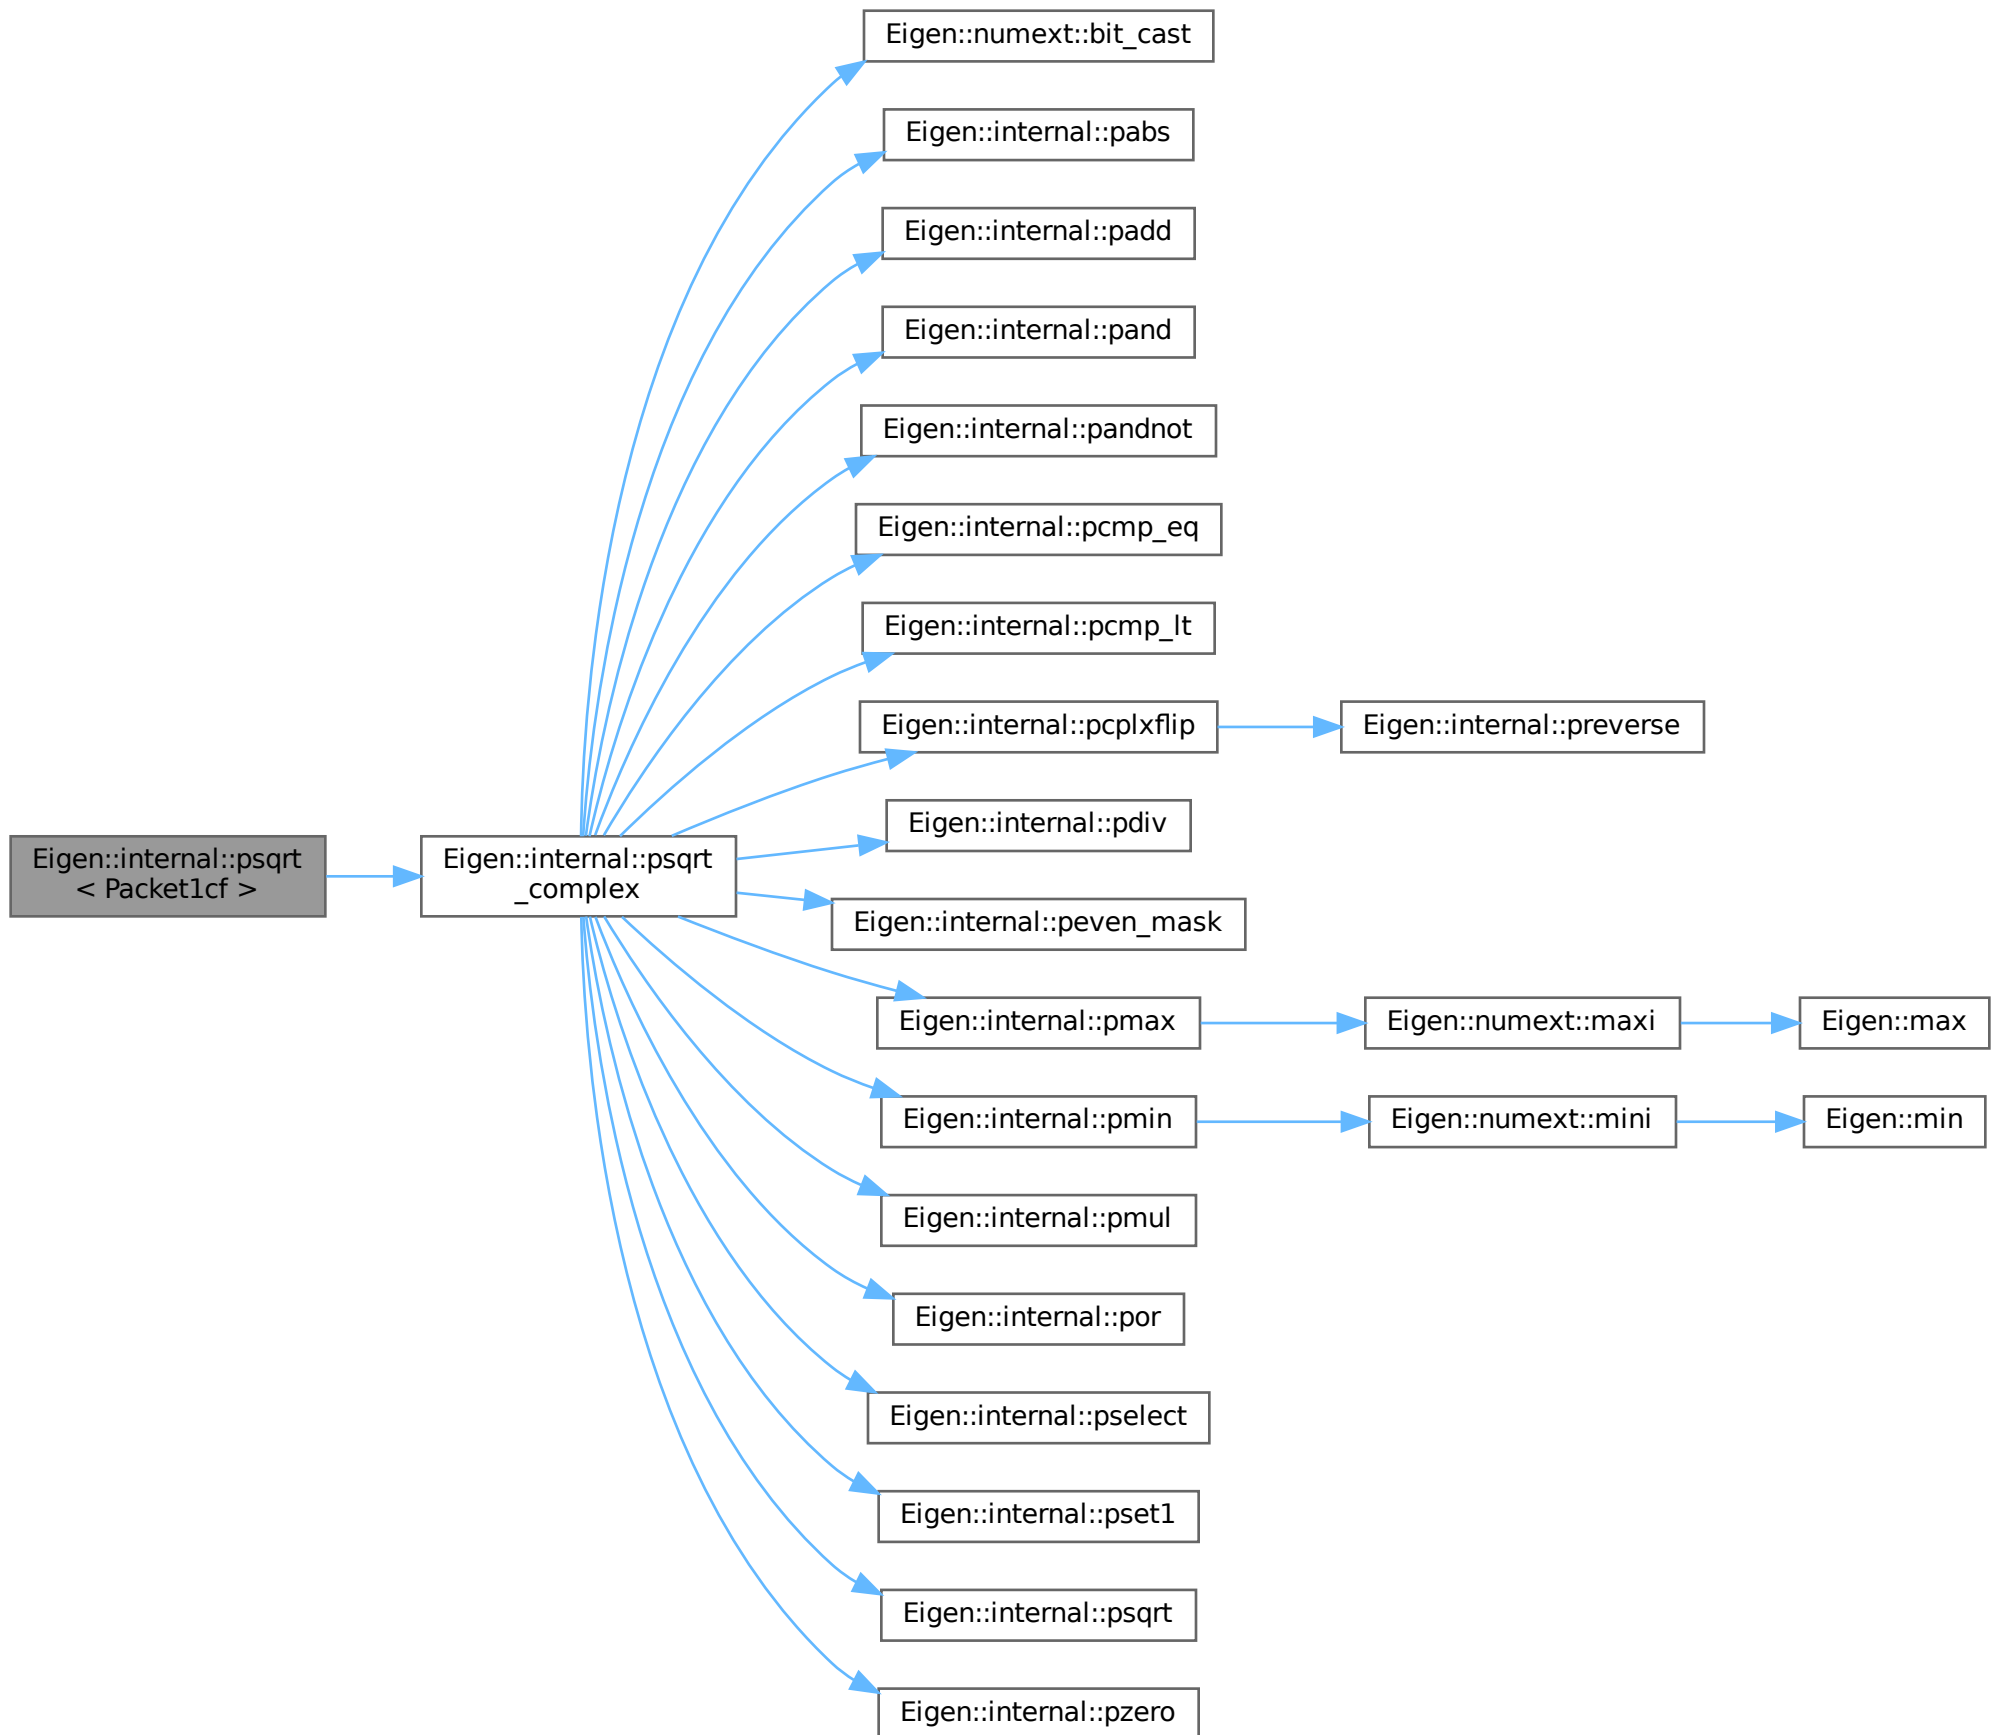 Eigen::numext::bit_cast
Eigen::internal::pabs
Eigen::internal::padd
Eigen::internal::pand
Eigen::internal::pandnot
Eigen::internal::pcmp_eq
Eigen::internal::pcmp_lt
Eigen::internal::pcplxflip
Eigen::internal::preverse
Eigen::internal::pdiv
Eigen::internal::psqrt
< Packet1cf >
Eigen::internal::psqrt
_complex
Eigen::internal::peven_mask
Eigen::internal::pmax
Eigen::numext::maxi
Eigen::max
Eigen::internal::pmin
Eigen::numext::mini
Eigen::min
Eigen::internal::pmul
Eigen::internal::por
Eigen::internal::pselect
Eigen::internal::pset1
Eigen::internal::psqrt
Eigen::internal::pzero